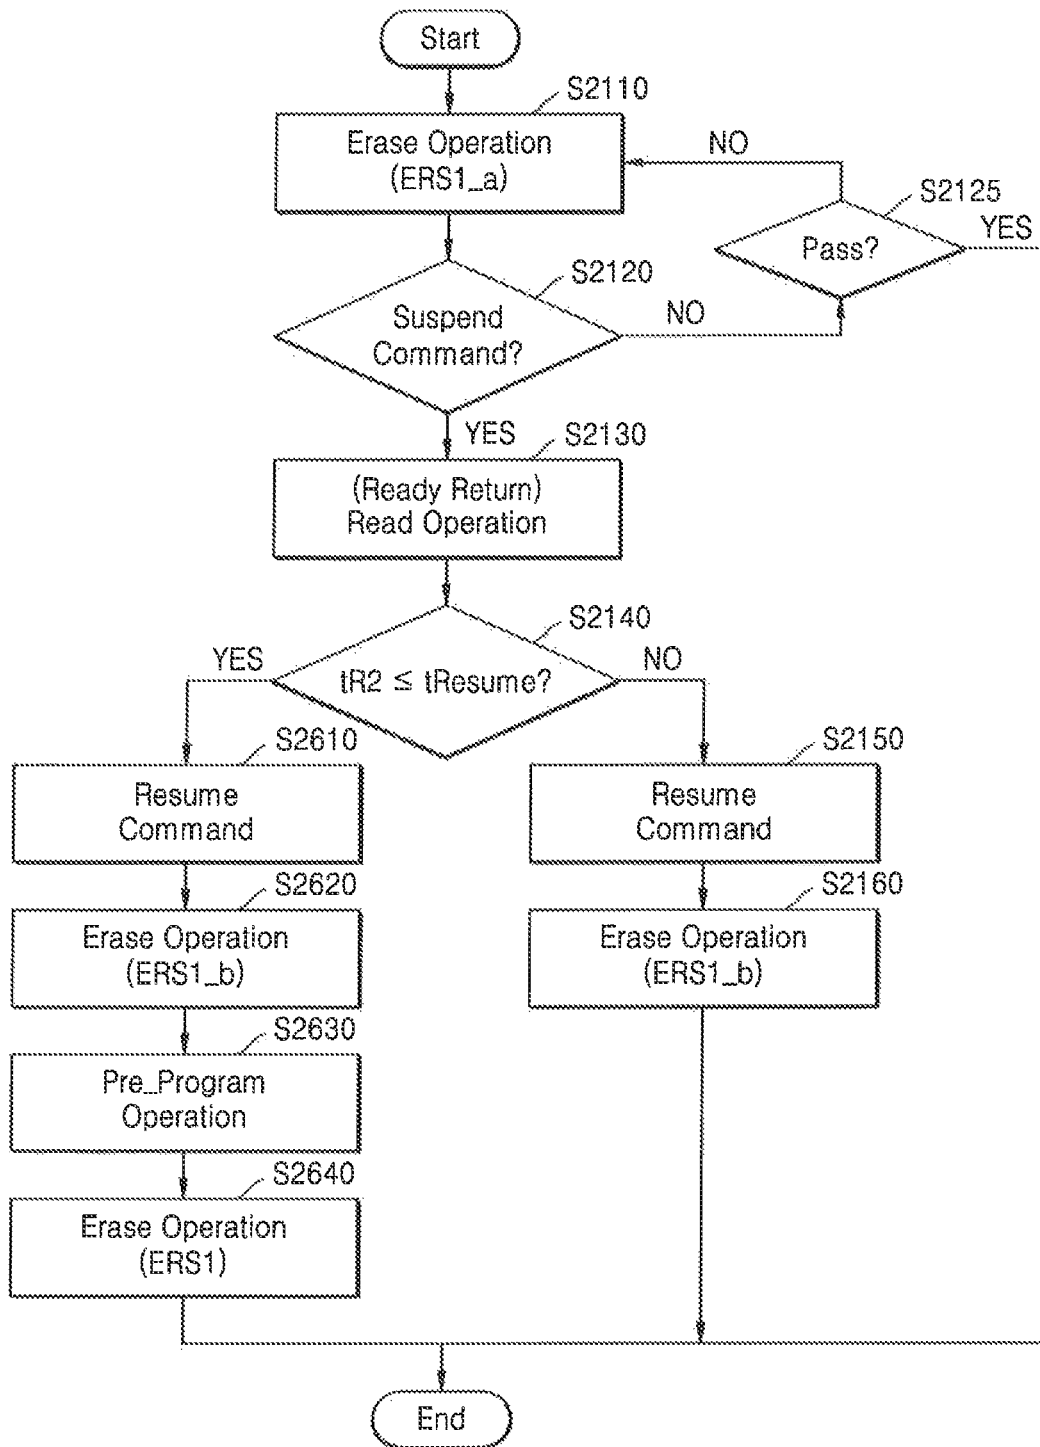 Start
S2110
Erase Operation
(ERS1_a)
NO
S2125
Pass?
YES
S2120
Suspend
Command?
NO
YES
S2130
(Ready Return)
Read Operation
S2140
YES
tR2 ≤ tResume?
NO
S2610
Resume
Command
S2150
Resume
Command
S2620
Erase Operation
(ERS1_b)
S2160
Erase Operation
(ERS1_b)
S2630
Pre_Program
Operation
S2640
Erase Operation
(ERS1)
End